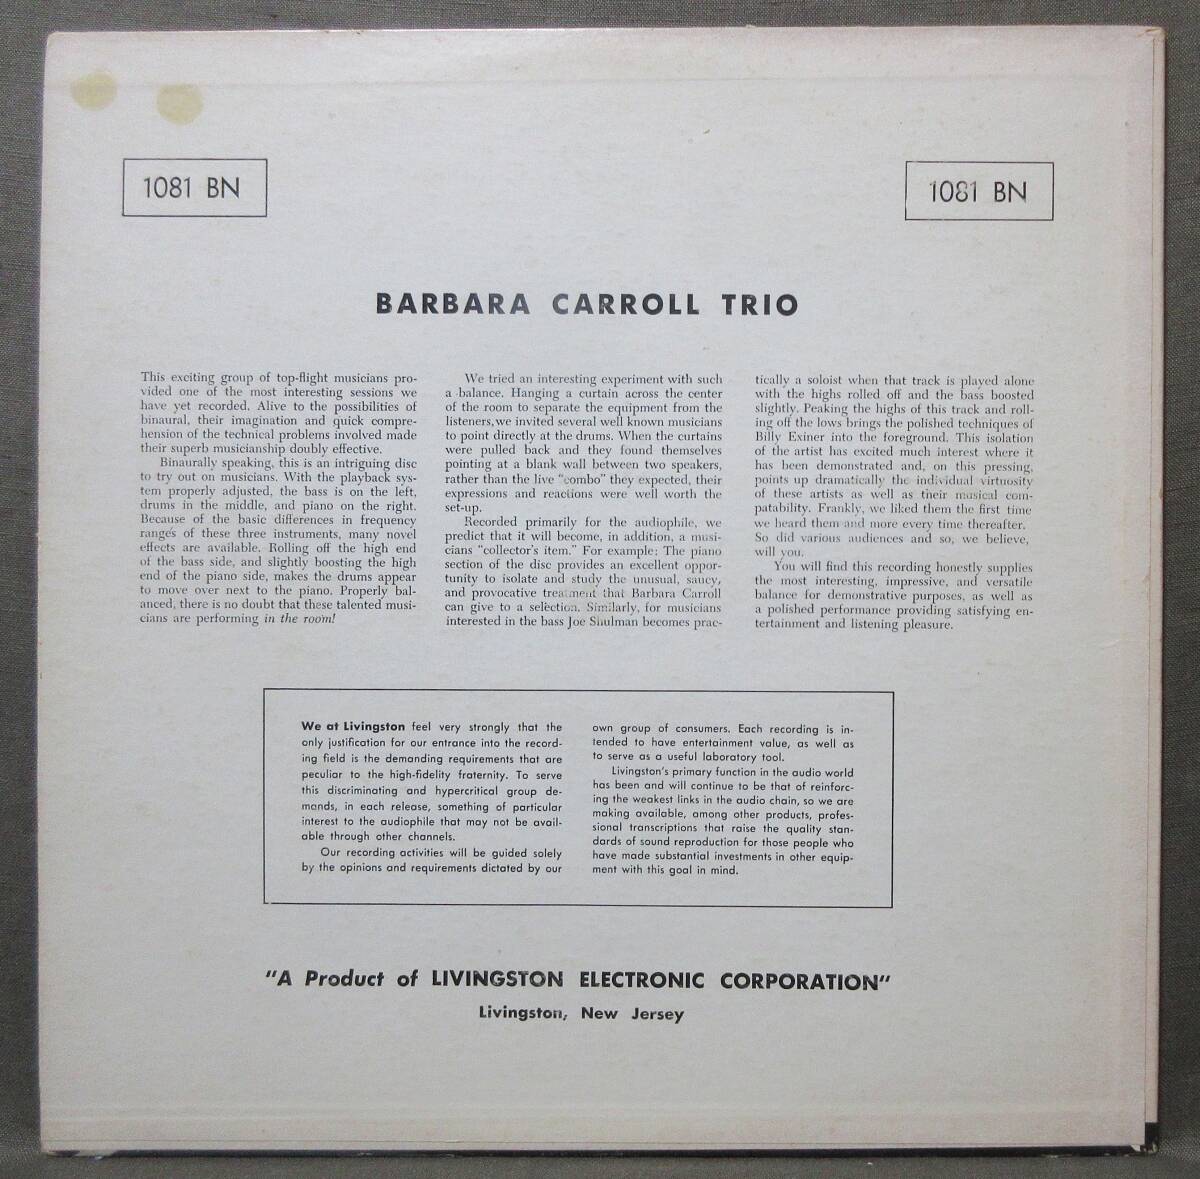 1081 BN
1081 BN
BARBARA CARROLL TRIO
This exciting group of top-flight musicians pro-
vided one of the most interesting sessions we
have yet recorded. Alive to the possibilities of
binaural, their imagination and quick compre-
hension of the technical problems involved made
their superb musicianship doubly effective.
Binaurally speaking, this is an intriguing disc
to try out on musicians. With the playback sys-
tem properly adjusted, the bass is on the left,
drums in the middle, and piano on the right.
Because of the basic differences in frequency
ranges of these three instruments, many novel
effects are available. Rolling off the high end
of the bass side, and slightly boosting the high
end of the piano side, makes the drums appear
to move over next to the piano. Properly bal-
anced, there is no doubt that these talented musi-
cians are performing in the room!
We tried an interesting experiment with such
a balance. Hanging a curtain across the center
of the room to separate the equipment from the
listeners, we invited several well known musicians
to point directly at the drums. When the curtains
were pulled back and they found themselves
pointing at a blank wall between two speakers,
rather than the live "combo" they expected, their
expressions and reactions were well worth the
set-up.
Recorded primarily for the audiophile, we
predict that it will become, in addition, a musi-
cians "collector's item." For example: The piano
section of the disc provides an excellent oppor-
tunity to isolate and study the unusual, saucy,
and provocative treatment that Barbara Carroll
can give to a selection. Similarly, for musicians
interested in the bass Joe Shulman becomes prac-
tically a soloist when that track is played alone
with the highs rolled off and the bass boosted
slightly. Peaking the highs of this track and roll-
ing off the lows brings the polished techniques of
Billy Exiner into the foreground. This isolation
of the artist has excited much interest where it
has been demonstrated and, on this pressing,
points up dramatically the individual virtuosity
of these artists as well as their musical com-
patability. Frankly, we liked them the first time
we heard them and more every time thereafter.
So did various audiences and so, we believe,
will you.
You will find this recording honestly supplies
the most interesting, impressive, and versatile
balance for demonstrative purposes, as well as
a polished performance providing satisfying en-
tertainment and listening pleasure.
We at Livingston feel very strongly that the
only justification for our entrance into the record-
ing field is the demanding requirements that are
peculiar to the high-fidelity fraternity. To serve
this discriminating and hypercritical group de-
mands, in each release, something of particular
interest to the audiophile that may not be avail-
able through other channels.
Our recording activities will be guided solely
by the opinions and requirements dictated by our
own group of consumers. Each recording is in-
tended to have entertainment value, as well as
to serve as a useful laboratory tool.
Livingston's primary function in the audio world
has been and will continue to be that of reinforc-
ing the weakest links in the audio chain, so we are
making available, among other products, profes-
sional transcriptions that raise the quality stan-
dards of sound reproduction for those people who
have made substantial investments in other equip-
ment with this goal in mind.
"A Product of LIVINGSTON ELECTRONIC CORPORATION"
Livingston, New Jersey